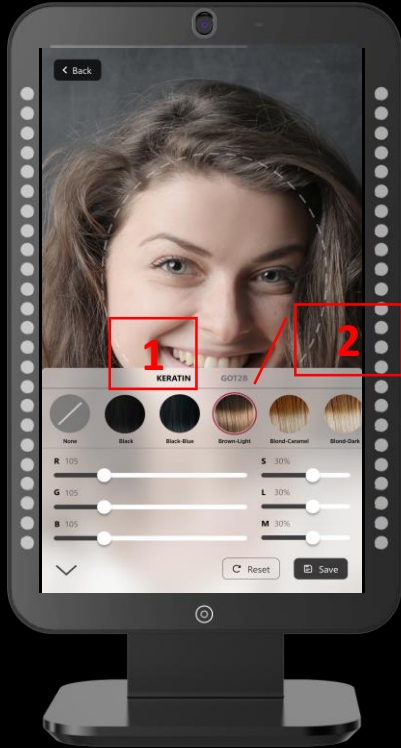 Back
1
2
KERATIN GOT2B
None Black Black-Blue Brown-Light Blond-Caramel Blond-Dark
R 105 S 30%
G 105 L 30%
B 105 M 30%
Reset Save